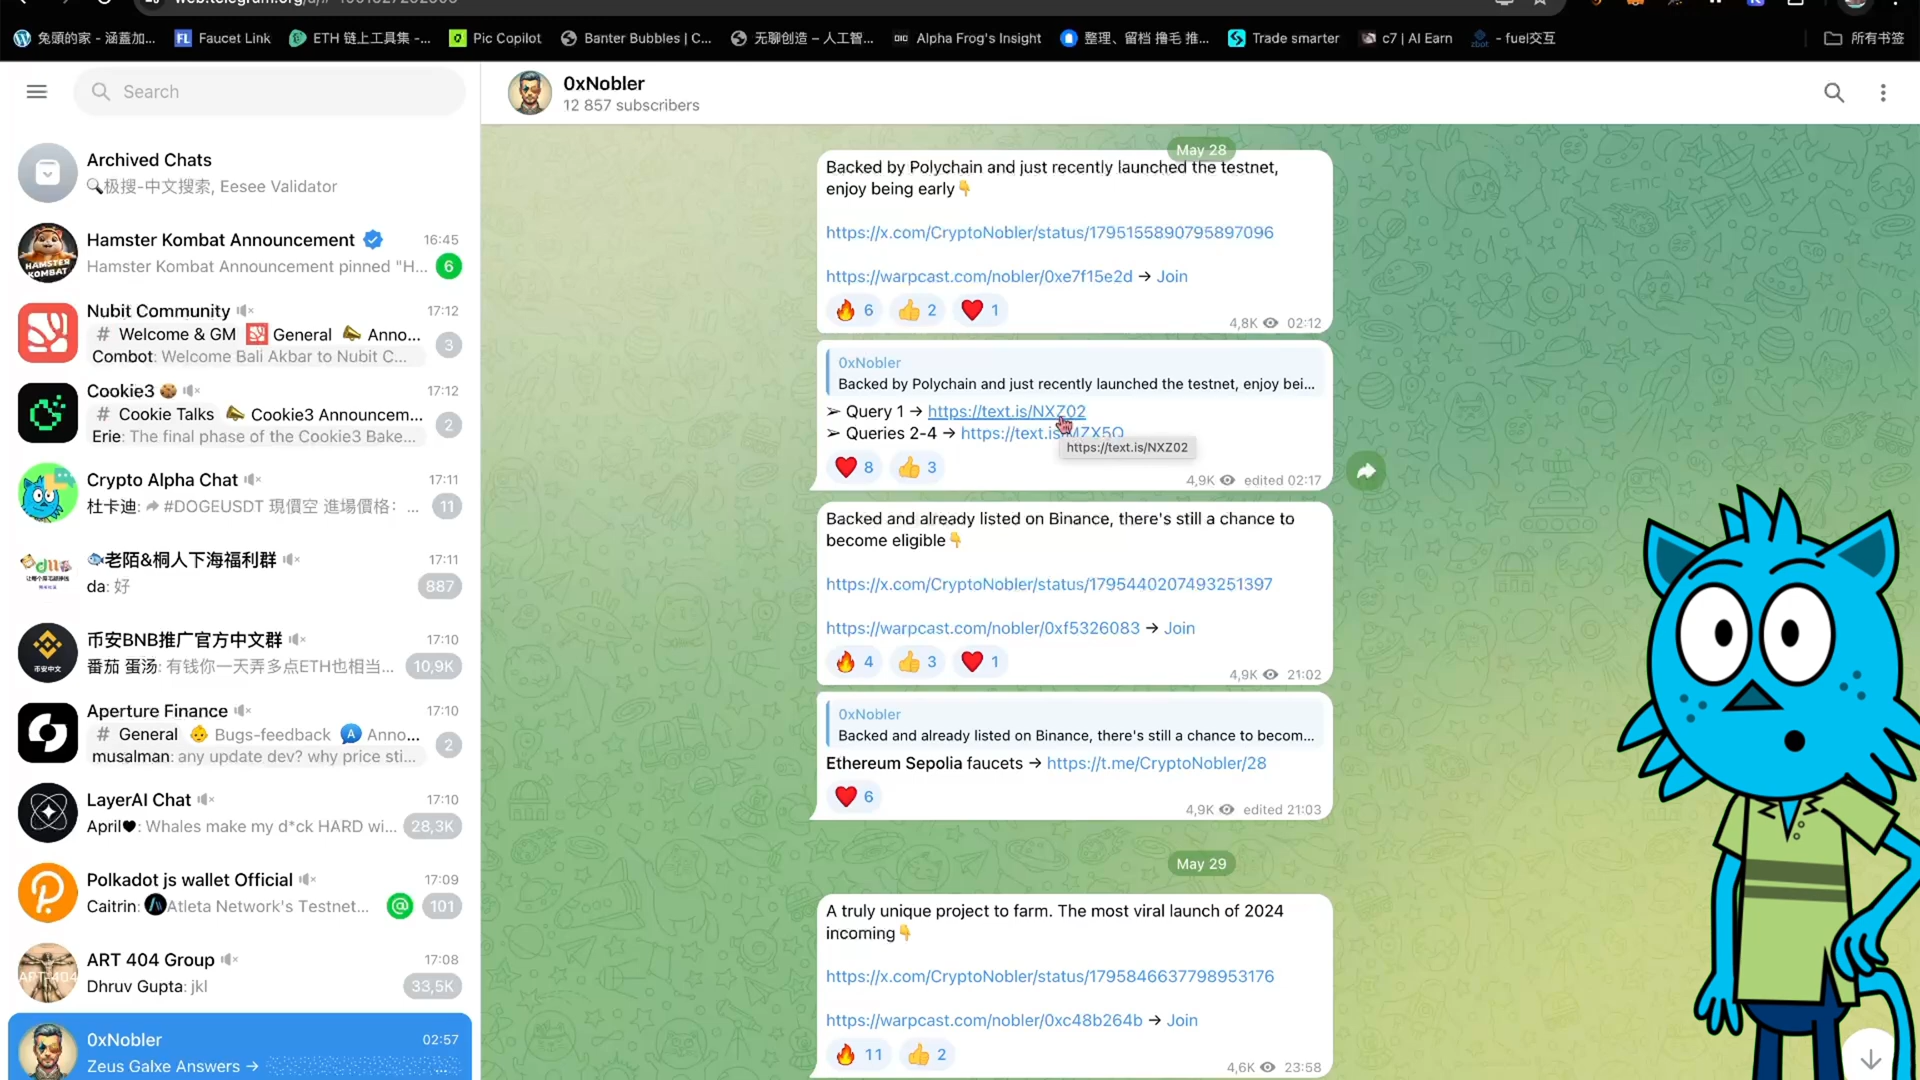 兔頭的家 - 涵蓋加...
FL Faucet Link
ETH 链上工具集 -...
Pic Copilot
Banter Bubbles | C...
无聊创造 – 人工智...
Alpha Frog's Insight
整理、留档 撸毛 推...
Trade smarter
c7 | AI Earn
zbot - fuel交互
所有书签
Search
Archived Chats
极搜-中文搜索, Eesee Validator
HAMSTER KOMBAT
Hamster Kombat Announcement 16:45
Hamster Kombat Announcement pinned "H... 6
Nubit Community 17:12
# Welcome & GM General Anno...
Combot: Welcome Bali Akbar to Nubit C... 3
Cookie3 17:12
# Cookie Talks Cookie3 Announcem...
Erie: The final phase of the Cookie3 Bake... 2
Crypto Alpha Chat 17:11
杜卡迪: #DOGEUSDT 現價空 進場價格: ... 11
老陌&桐人下海福利群 17:11
da: 好 887
币安中文
币安BNB推广官方中文群 17:10
番茄 蛋汤: 有钱你一天弄多点ETH也相当... 10,9K
Aperture Finance 17:10
# General Bugs-feedback A Anno...
musalman: any update dev? why price sti... 2
LayerAI Chat 17:10
April♥: Whales make my d*ck HARD wi... 28,3K
Polkadot js wallet Official 17:09
Caitrin: Atleta Network's Testnet... @ 101
ART-404
ART 404 Group 17:08
Dhruv Gupta: jkl 33,5K
0xNobler 02:57
Zeus Galxe Answers → ...
0xNobler
12 857 subscribers
May 28
Backed by Polychain and just recently launched the testnet,
enjoy being early👇
https://x.com/CryptoNobler/status/1795155890795897096
https://warpcast.com/nobler/0xe7f15e2d → Join
🔥 6 👍 2 ❤️ 1
4,8K 02:12
0xNobler
Backed by Polychain and just recently launched the testnet, enjoy bei...
➢ Query 1 → https://text.is/NXZ02
➢ Queries 2-4 → https://text.is/MZX5Q
https://text.is/NXZ02
❤️ 8 👍 3
4,9K edited 02:17
Backed and already listed on Binance, there's still a chance to
become eligible👇
https://x.com/CryptoNobler/status/1795440207493251397
https://warpcast.com/nobler/0xf5326083 → Join
🔥 4 👍 3 ❤️ 1
4,9K 21:02
0xNobler
Backed and already listed on Binance, there's still a chance to becom...
Ethereum Sepolia faucets → https://t.me/CryptoNobler/28
❤️ 6
4,9K edited 21:03
May 29
A truly unique project to farm. The most viral launch of 2024
incoming👇
https://x.com/CryptoNobler/status/1795846637798953176
https://warpcast.com/nobler/0xc48b264b → Join
🔥 11 👍 2
4,6K 23:58